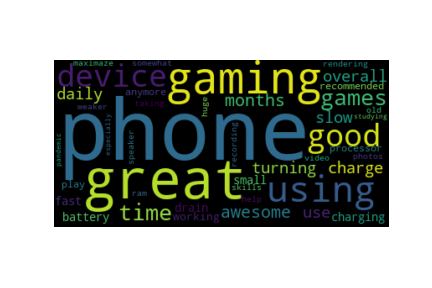 maximaze somewhat rendering
device gaming overall recommended
daily anymore huge months games old
weaker taking slow studying
phone good
pandemic especially speaker recording processor
great turning charge
video photos
play ram small using
fast drain skills help
battery time working awesome use charging